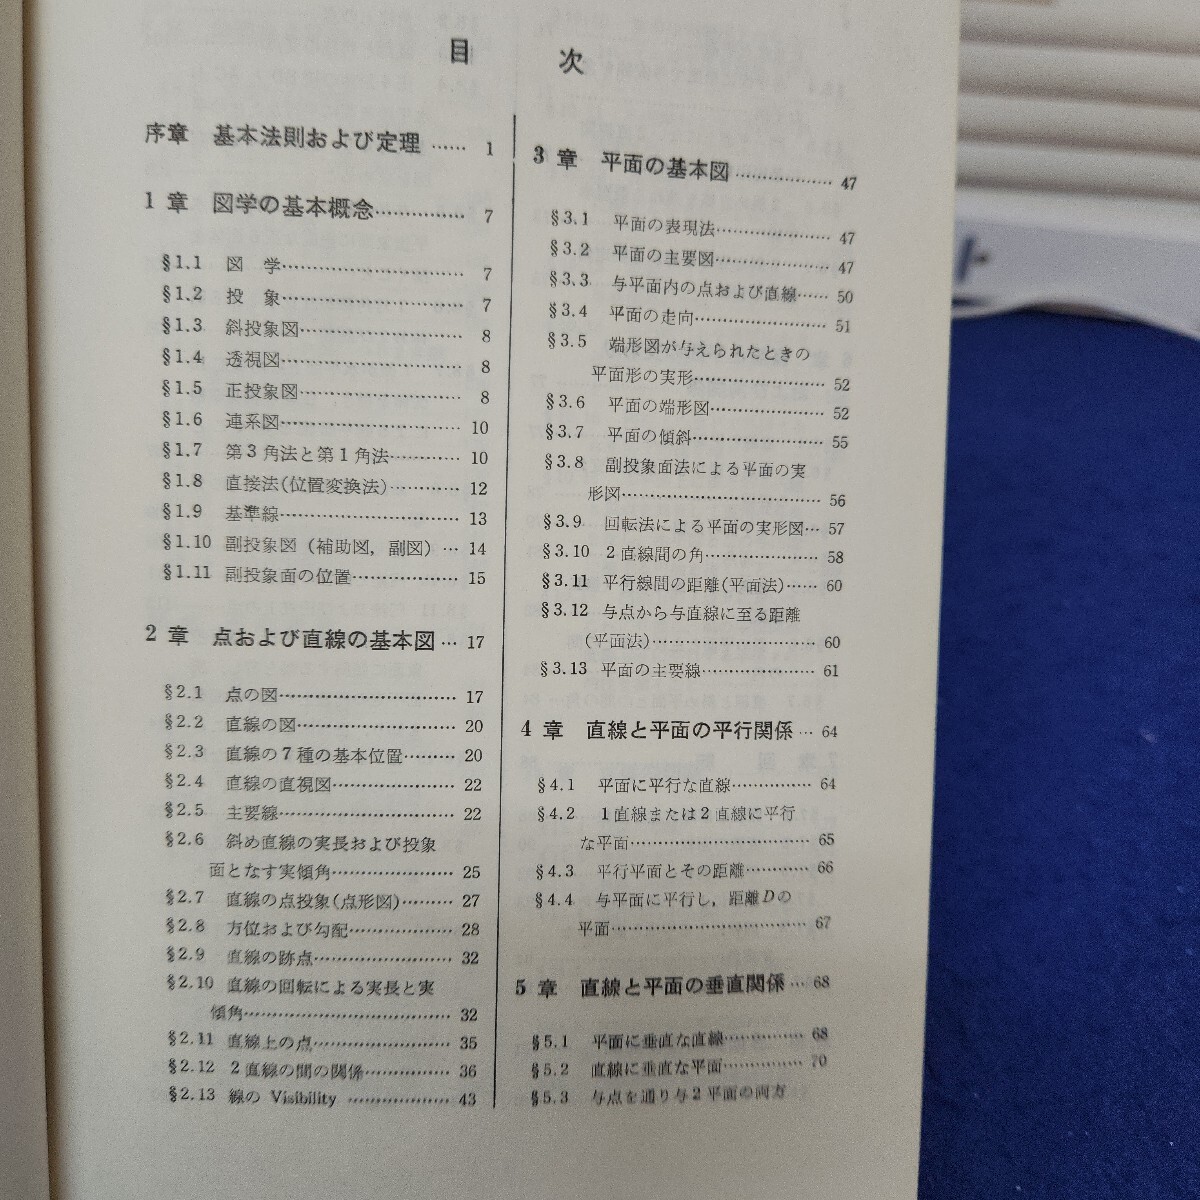 目次
序章 基本法則および定理 …… 1
1 章 図学の基本概念 …… 7
§1.1 図 学 …… 7
§1.2 投 象 …… 7
§1.3 斜投象図 …… 8
§1.4 透視図 …… 8
§1.5 正投象図 …… 8
§1.6 連系図 …… 10
§1.7 第3角法と第1角法 …… 10
§1.8 直接法(位置変換法) …… 12
§1.9 基準線 …… 13
§1.10 副投象図 (補助図, 副図) … 14
§1.11 副投象面の位置 …… 15
2 章 点および直線の基本図 … 17
§2.1 点の図 …… 17
§2.2 直線の図 …… 20
§2.3 直線の7種の基本位置 …… 20
§2.4 直線の直視図 …… 22
§2.5 主要線 …… 22
§2.6 斜め直線の実長および投象
面となす実傾角 …… 25
§2.7 直線の点投象(点形図) …… 27
§2.8 方位および勾配 …… 28
§2.9 直線の跡点 …… 32
§2.10 直線の回転による実長と実
傾角 …… 32
§2.11 直線上の点 …… 35
§2.12 2直線の間の関係 …… 36
§2.13 線の Visibility …… 43
3 章 平面の基本図 …… 47
§3.1 平面の表現法 …… 47
§3.2 平面の主要図 …… 47
§3.3 与平面内の点および直線 …… 50
§3.4 平面の走向 …… 51
§3.5 端形図が与えられたときの
平面形の実形 …… 52
§3.6 平面の端形図 …… 52
§3.7 平面の傾斜 …… 55
§3.8 副投象面法による平面の実
形図 …… 56
§3.9 回転法による平面の実形図 … 57
§3.10 2直線間の角 …… 58
§3.11 平行線間の距離(平面法) …… 60
§3.12 与点から与直線に至る距離
(平面法) …… 60
§3.13 平面の主要線 …… 61
4 章 直線と平面の平行関係 … 64
§4.1 平面に平行な直線 …… 64
§4.2 1直線または2直線に平行
な平面 …… 65
§4.3 平行平面とその距離 …… 66
§4.4 与平面に平行し, 距離Dの
平面 …… 67
5 章 直線と平面の垂直関係 … 68
§5.1 平面に垂直な直線 …… 68
§5.2 直線に垂直な平面 …… 70
§5.3 与点を通り与2平面の両方